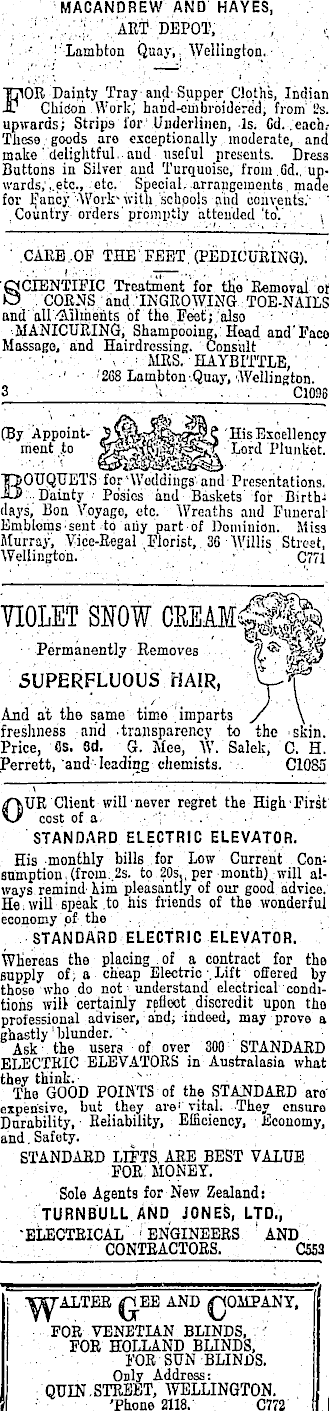 MACANDREW AND HAYES,
ART DEPOT,
Lambton Quay, Wellington.
FOR Dainty Tray and Supper Cloths, Indian
Chicon Work, hand-embroidered, from 2s.
upwards; Strips for Underlinen, 1s. 6d. each.
These goods are exceptionally moderate, and
make delightful and useful presents. Dress
Buttons in Silver and Turquoise, from 6d. up-
wards, etc., etc. Special arrangements made
for Fancy Work with schools and convents.
Country orders promptly attended to.
CARE OF THE FEET (PEDICURING).
SCIENTIFIC Treatment for the Removal of
CORNS and INGROWING TOE-NAILS
and all Ailments of the Feet; also
MANICURING, Shampooing, Head and Face
Massage, and Hairdressing. Consult
MRS. HAYBITTLE,
268 Lambton Quay, Wellington.
3 C1096
(By Appoint- His Excellency
ment to Lord Plunket.
BOUQUETS for Weddings and Presentations.
Dainty Posies and Baskets for Birth-
days, Bon Voyage, etc. Wreaths and Funeral
Emblems sent to any part of Dominion. Miss
Murray, Vice-Regal Florist, 36 Willis Street,
Wellington. C771
VIOLET SNOW CREAM
Permanently Removes
SUPERFLUOUS HAIR,
And at the same time imparts
freshness and transparency to the skin.
Price, 6d. G. Mee, W. Salek, C. H.
Perrett, and leading chemists. C1085
OUR Client will never regret the High First
cost of a
STANDARD ELECTRIC ELEVATOR.
His monthly bills for Low Current Con-
sumption (from 2s. to 20s. per month) will al-
ways remind him pleasantly of our good advice.
He will speak to his friends of the wonderful
economy of the
STANDARD ELECTRIC ELEVATOR.
Whereas the placing of a contract for the
supply of a cheap Electric Lift offered by
those who do not understand electrical condi-
tions will certainly reflect discredit upon the
professional adviser, and, indeed, may prove a
ghastly blunder.
Ask the users of over 300 STANDARD
ELECTRIC ELEVATORS in Australasia what
they think.
The GOOD POINTS of the STANDARD are
expensive, but they are vital. They ensure
Durability, Reliability, Efficiency, Economy,
and Safety.
STANDARD LIFTS ARE BEST VALUE
FOR MONEY.
Sole Agents for New Zealand:
TURNBULL AND JONES, LTD.,
ELECTRICAL ENGINEERS AND
CONTRACTORS. C553
WALTER GEE AND COMPANY,
FOR VENETIAN BLINDS,
FOR HOLLAND BLINDS,
FOR SUN BLINDS.
Only Address:
QUIN STREET, WELLINGTON.
'Phone 2118. C772